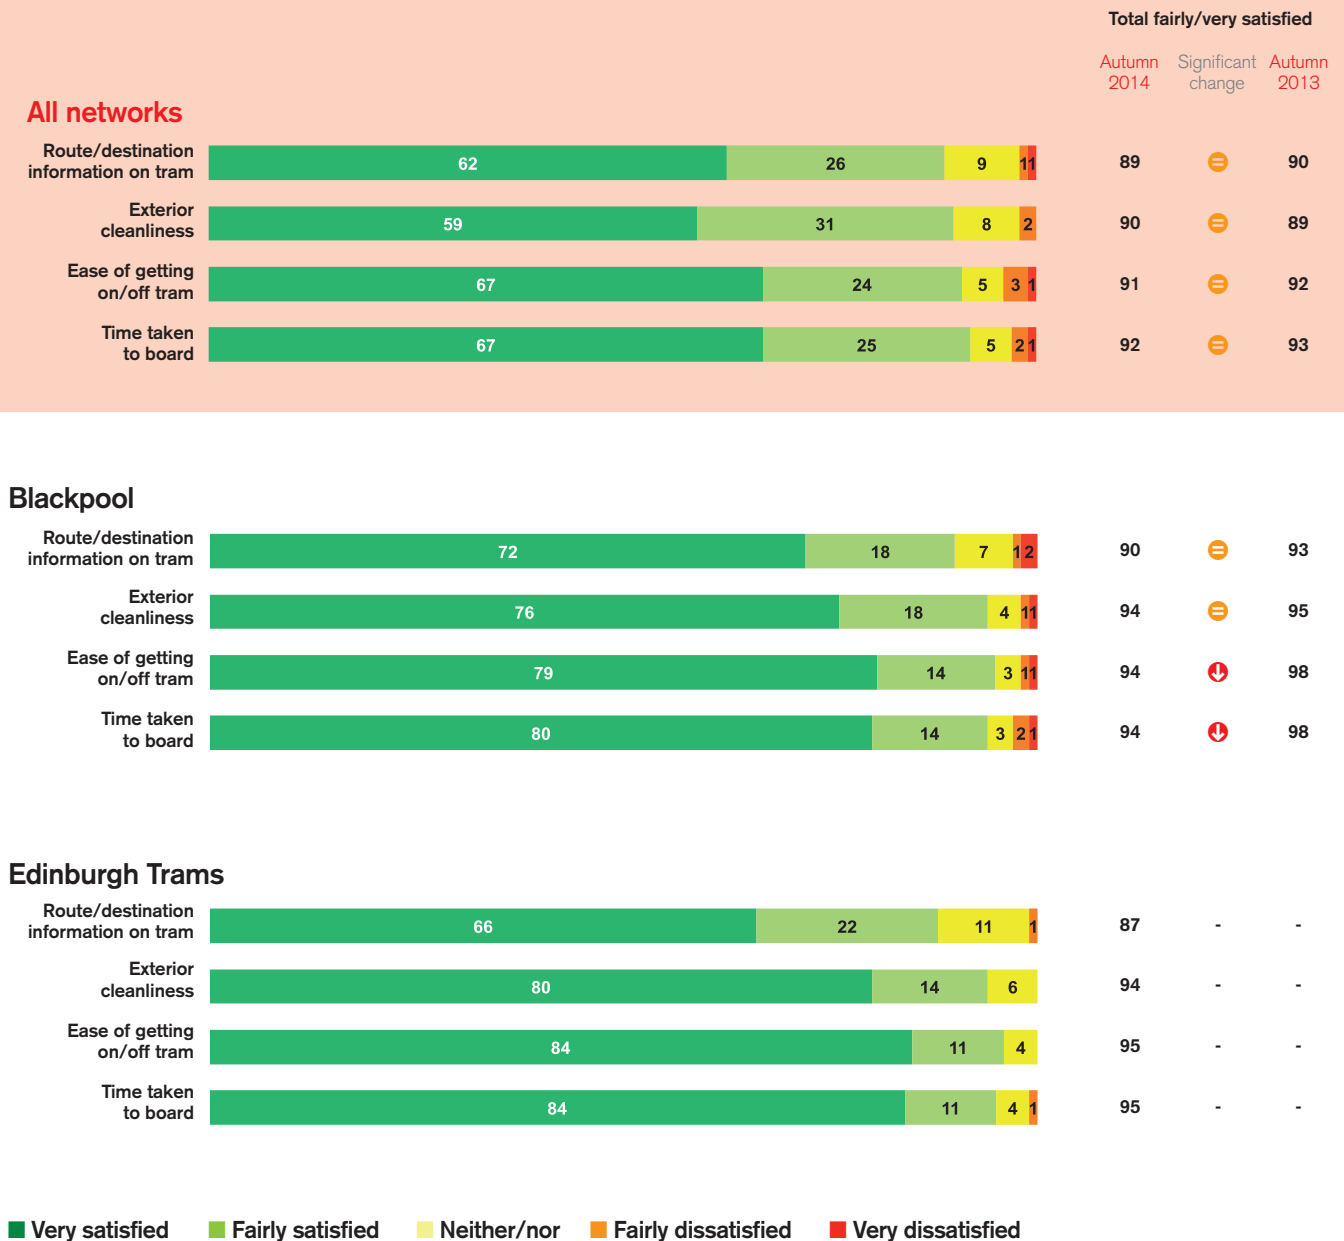 Total fairly/very satisfied
Autumn 2014 Significant change Autumn 2013
All networks
Route/destination
information on tram 62 26 9 1 1 89 = 90
Exterior
cleanliness 59 31 8 2 90 = 89
Ease of getting
on/off tram 67 24 5 3 1 91 = 92
Time taken
to board 67 25 5 2 1 92 = 93
Blackpool
Route/destination
information on tram 72 18 7 1 2 90 = 93
Exterior
cleanliness 76 18 4 1 1 94 = 95
Ease of getting
on/off tram 79 14 3 1 1 94 98
Time taken
to board 80 14 3 2 1 94 98
Edinburgh Trams
Route/destination
information on tram 66 22 11 1 87 - -
Exterior
cleanliness 80 14 6 94 - -
Ease of getting
on/off tram 84 11 4 95 - -
Time taken
to board 84 11 4 1 95 - -
Very satisfied Fairly satisfied Neither/nor Fairly dissatisfied Very dissatisfied